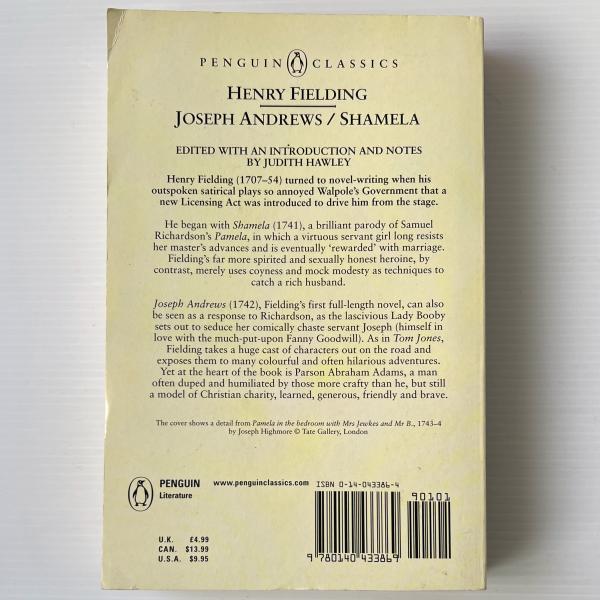 PENGUIN CLASSICS
HENRY FIELDING
JOSEPH ANDREWS / SHAMELA
EDITED WITH AN INTRODUCTION AND NOTES
BY JUDITH HAWLEY
Henry Fielding (1707–54) turned to novel-writing when his
outspoken satirical plays so annoyed Walpole's Government that a
new Licensing Act was introduced to drive him from the stage.
He began with Shamela (1741), a brilliant parody of Samuel
Richardson's Pamela, in which a virtuous servant girl long resists
her master's advances and is eventually 'rewarded' with marriage.
Fielding's far more spirited and sexually honest heroine, by
contrast, merely uses coyness and mock modesty as techniques to
catch a rich husband.
Joseph Andrews (1742), Fielding's first full-length novel, can also
be seen as a response to Richardson, as the lascivious Lady Booby
sets out to seduce her comically chaste servant Joseph (himself in
love with the much-put-upon Fanny Goodwill). As in Tom Jones,
Fielding takes a huge cast of characters out on the road and
exposes them to many colourful and often hilarious adventures.
Yet at the heart of the book is Parson Abraham Adams, a man
often duped and humiliated by those more crafty than he, but still
a model of Christian charity, learned, generous, friendly and brave.
The cover shows a detail from Pamela in the bedroom with Mrs Jewkes and Mr B., 1743–4
by Joseph Highmore © Tate Gallery, London
PENGUIN
Literature
www.penguinclassics.com
ISBN 0-14-043386-4
90101
9 780140 433869
U.K. £4.99
CAN. $13.99
U.S.A. $9.95